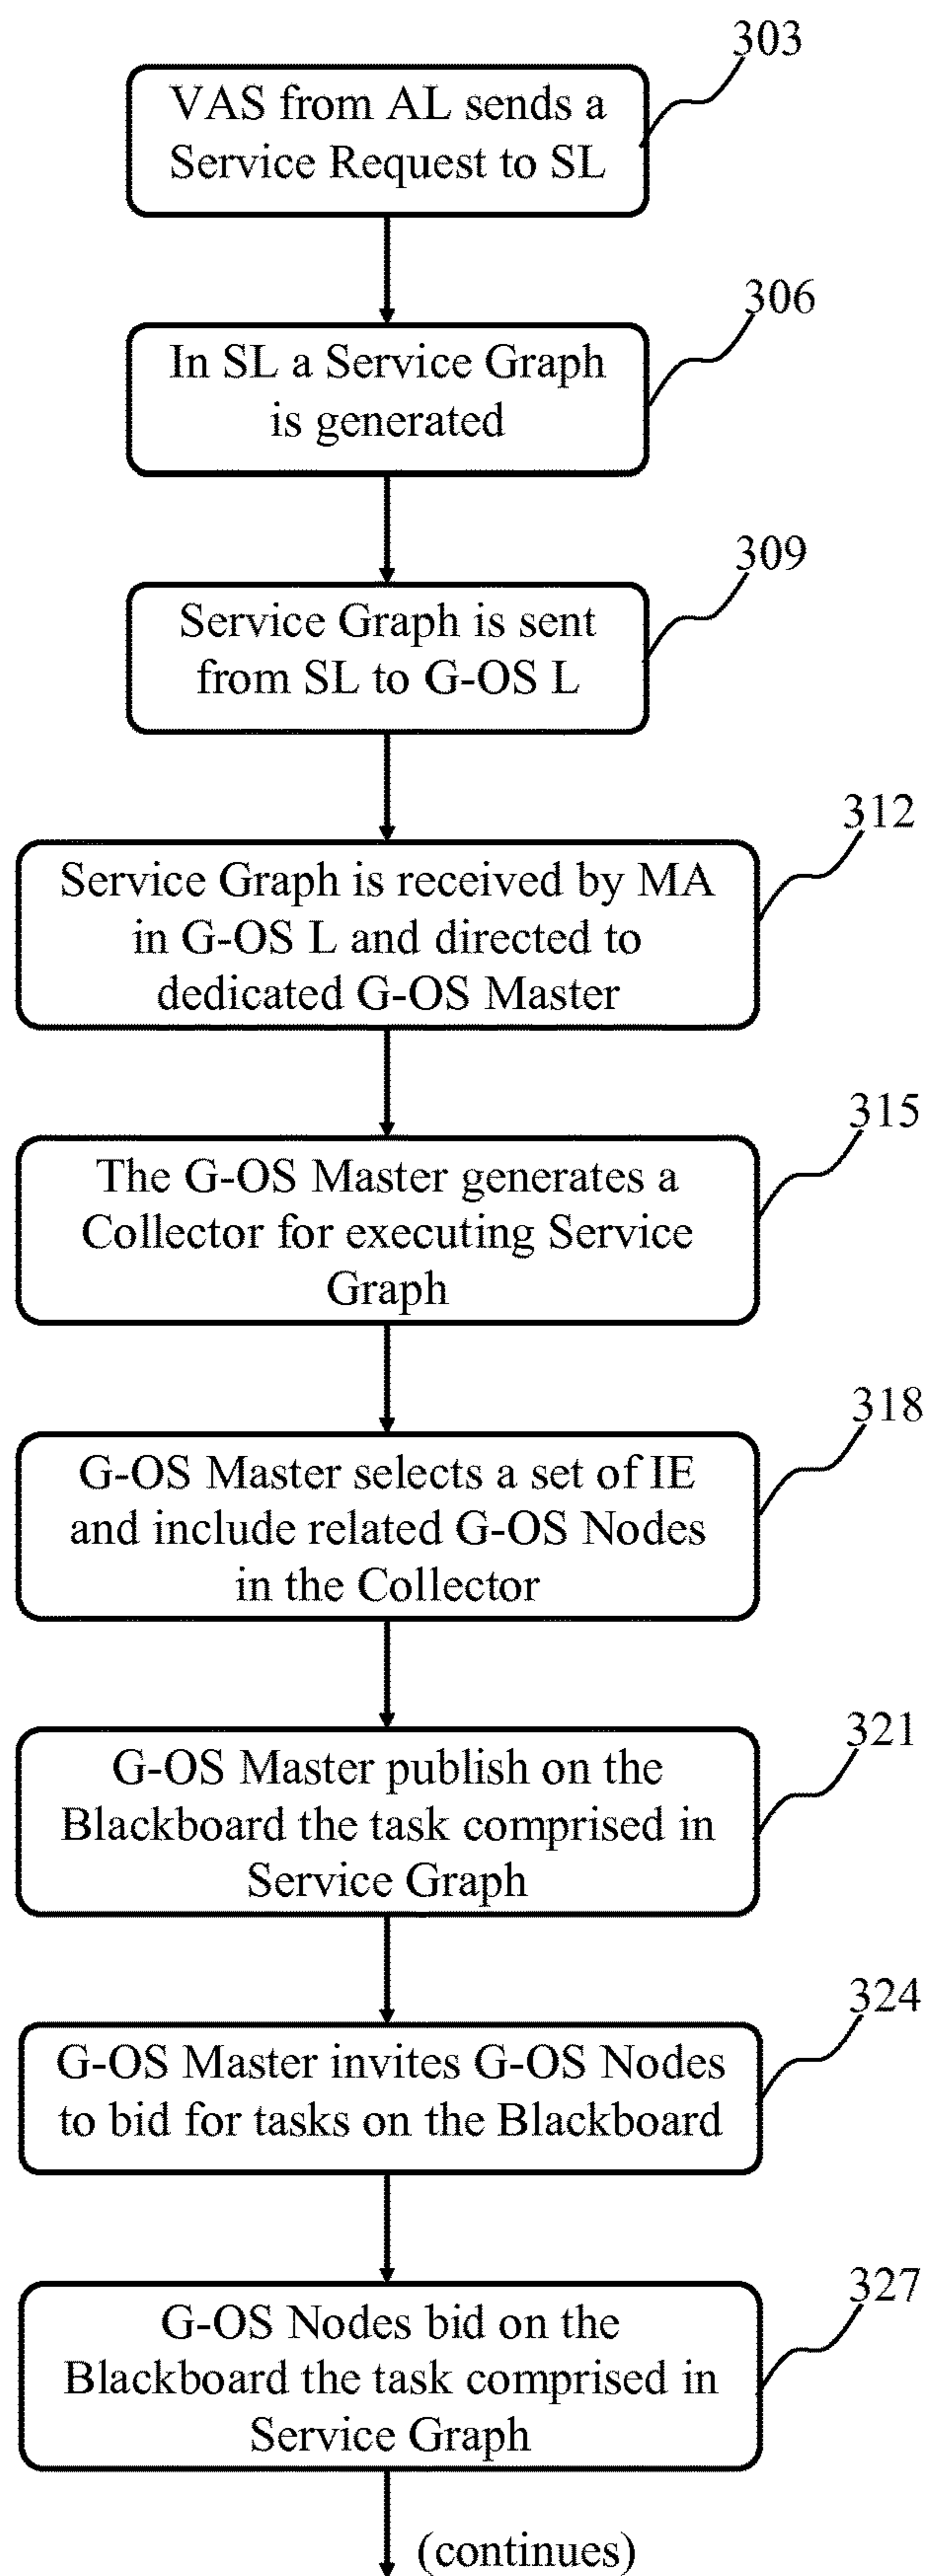 303
VAS from AL sends a
Service Request to SL
306
In SL a Service Graph
is generated
309
Service Graph is sent
from SL to G-OS L
312
Service Graph is received by MA
in G-OS L and directed to
dedicated G-OS Master
315
The G-OS Master generates a
Collector for executing Service
Graph
318
G-OS Master selects a set of IE
and include related G-OS Nodes
in the Collector
321
G-OS Master publish on the
Blackboard the task comprised in
Service Graph
324
G-OS Master invites G-OS Nodes
to bid for tasks on the Blackboard
327
G-OS Nodes bid on the
Blackboard the task comprised in
Service Graph
(continues)